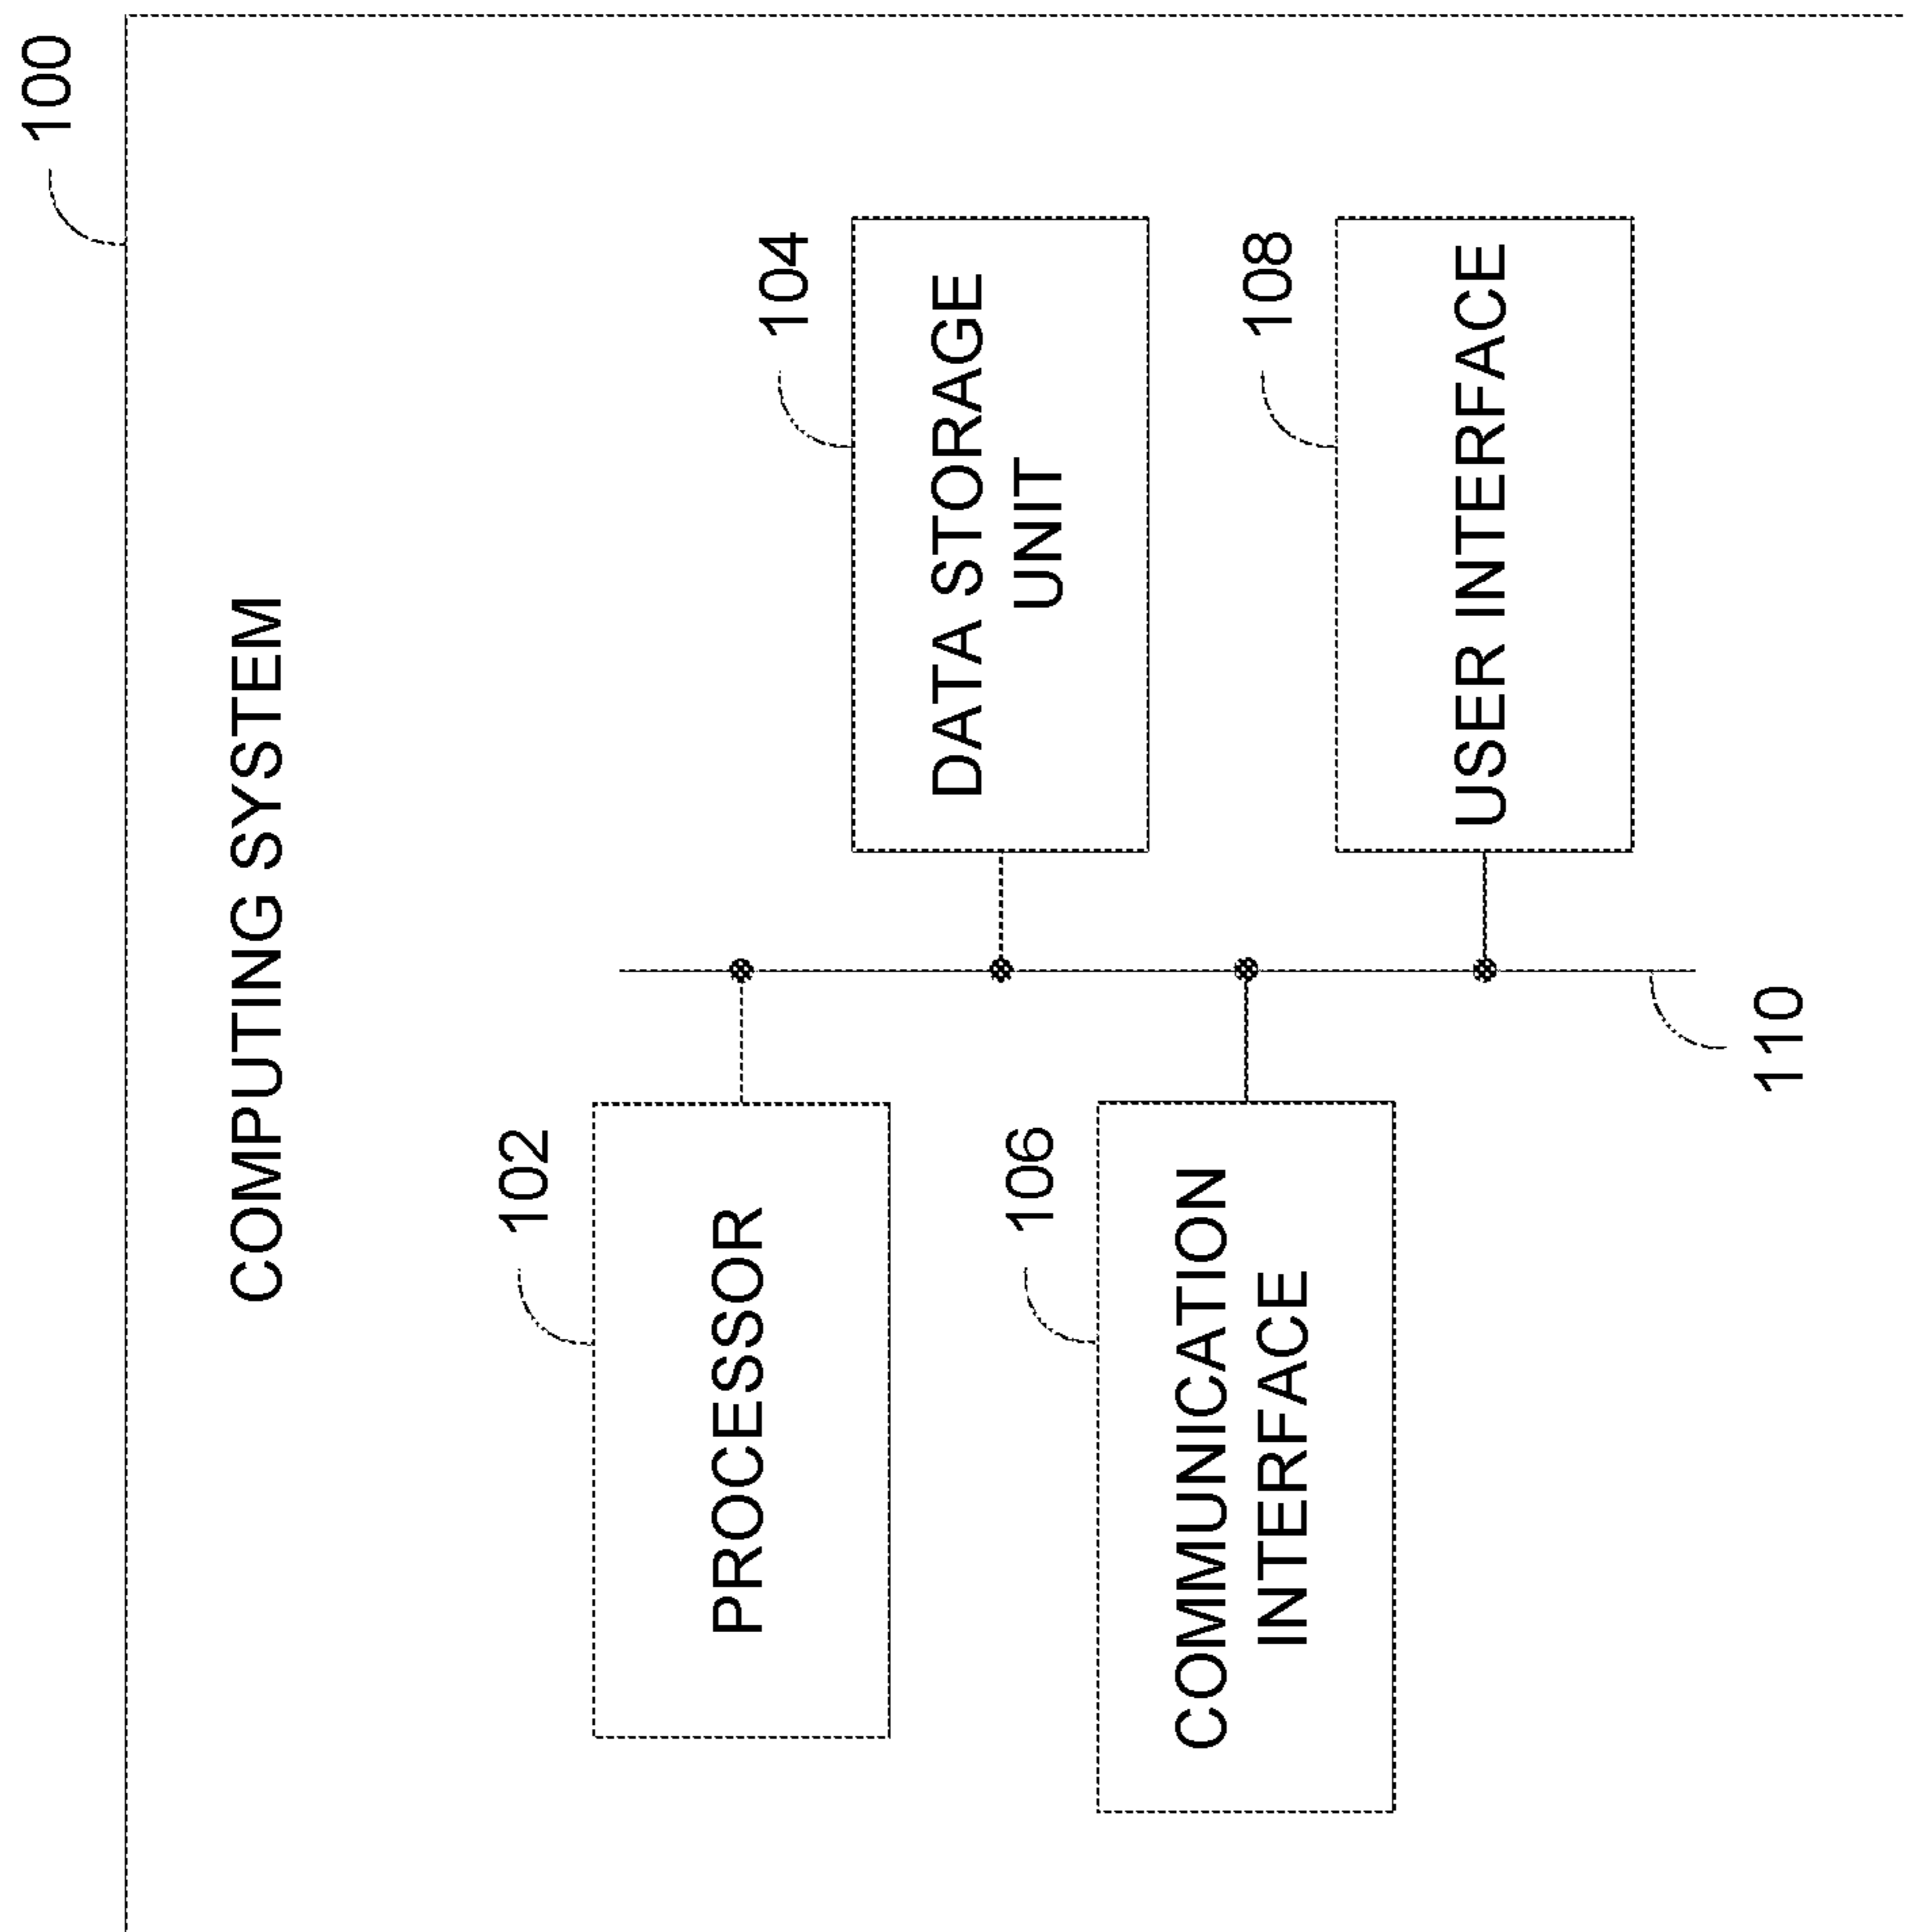 100
COMPUTING SYSTEM
102
PROCESSOR
104
DATA STORAGE
UNIT
106
COMMUNICATION
INTERFACE
108
USER INTERFACE
110